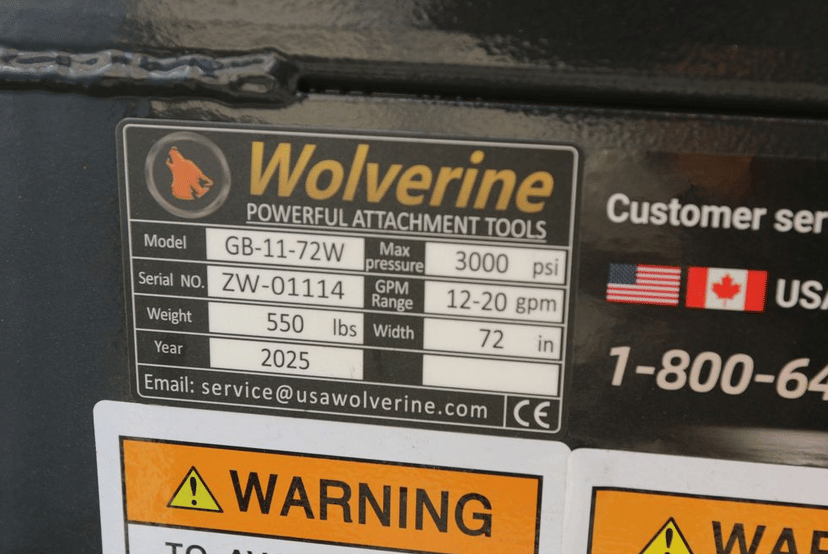 Wolverine
POWERFUL ATTACHMENT TOOLS
Model GB-11-72W Max pressure 3000 psi
Serial NO. ZW-01114 GPM Range 12-20 gpm
Weight 550 lbs Width 72 in
Year 2025
Email: service@usawolverine.com CE
Customer ser
USA
1-800-64
WARNING
WAR